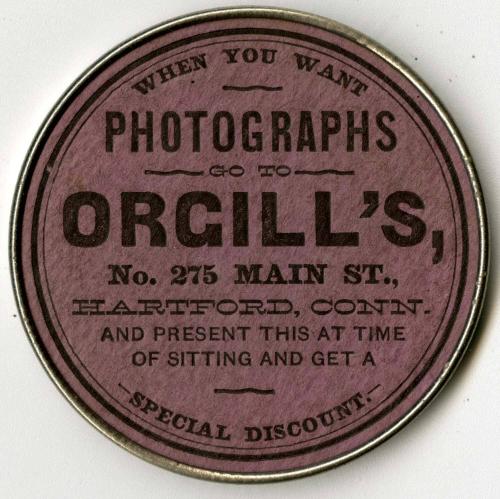 WHEN YOU WANT
PHOTOGRAPHS
GO TO
ORGILL'S,
No. 275 MAIN ST.,
HARTFORD, CONN.
AND PRESENT THIS AT TIME
OF SITTING AND GET A
SPECIAL DISCOUNT.